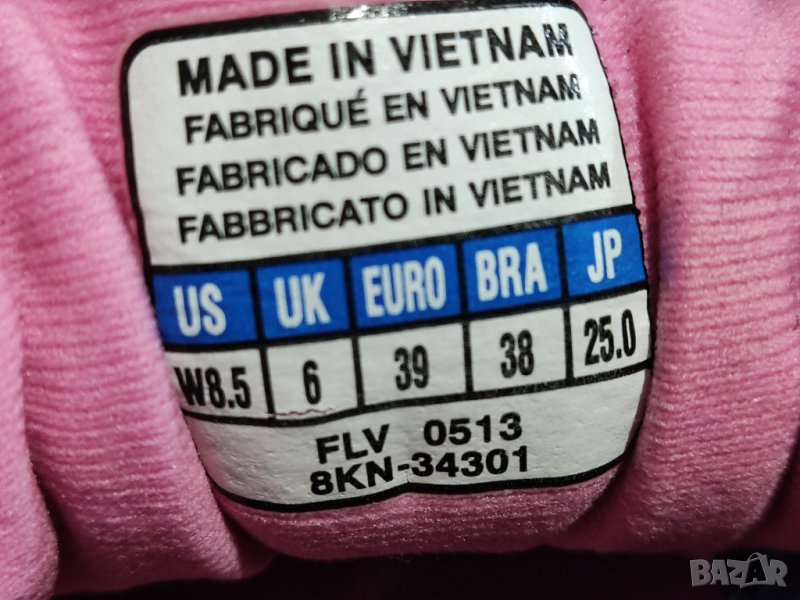 MADE IN VIETNAM
FABRIQUÉ EN VIETNAM
FABRICADO EN VIETNAM
FABBRICATO IN VIETNAM
US UK EURO BRA JP
W8.5 6 39 38 25.0
FLV 0513
8KN-34301
BAZAR